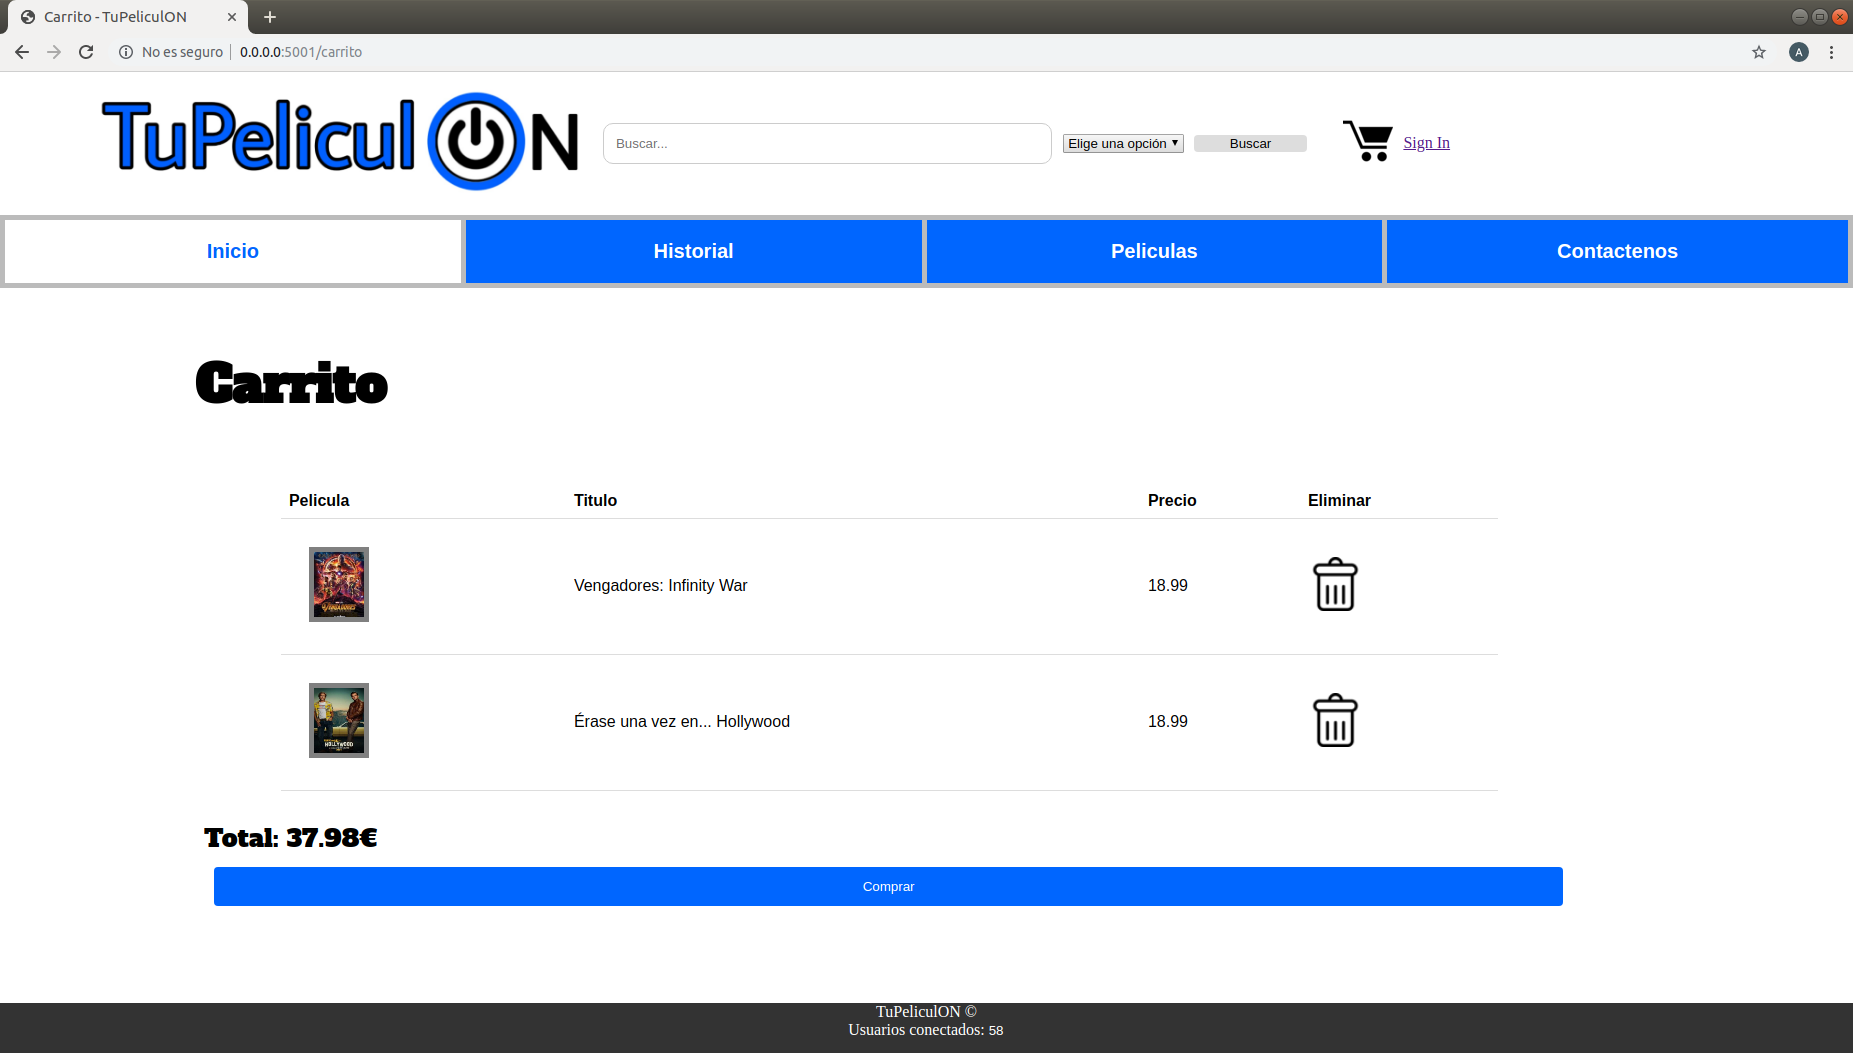 Carrito - TuPeliculON
No es seguro | 0.0.0.0:5001/carrito
A
TuPeliculON
Buscar...
Elige una opción
Buscar
Sign In
Inicio
Historial
Peliculas
Contactenos
Carrito
Pelicula Titulo Precio Eliminar
VENGADORES
Vengadores: Infinity War 18.99
HOLLYWOOD
Érase una vez en... Hollywood 18.99
Total: 37.98€
Comprar
TuPeliculON ©
Usuarios conectados: 58